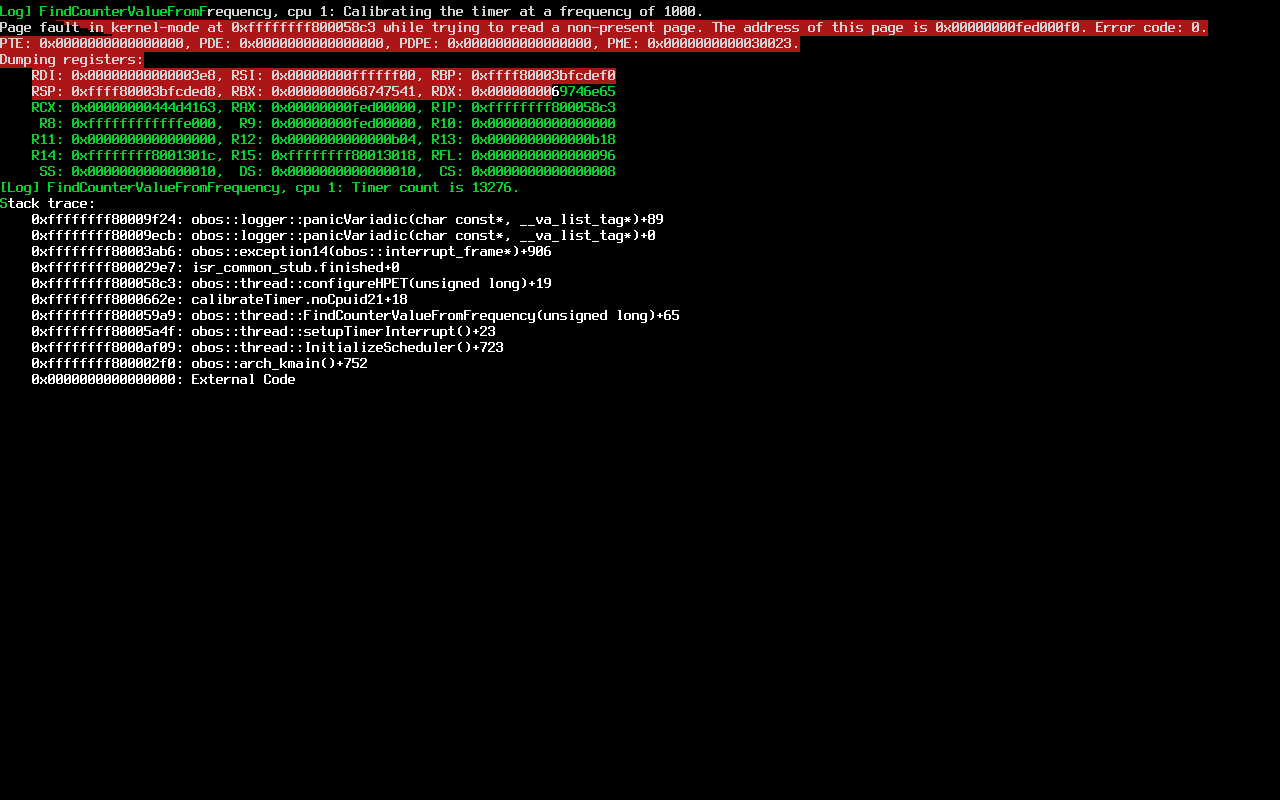 Log] FindCounterValueFromFrequency, cpu 1: Calibrating the timer at a frequency of 1000.
Page fault in kernel-mode at 0xffffffff800058c3 while trying to read a non-present page. The address of this page is 0x00000000fed000f0. Error code: 0.
PTE: 0x0000000000000000, PDE: 0x0000000000000000, PDPE: 0x0000000000000000, PME: 0x0000000000030023.
Dumping registers:
    RDI: 0x00000000000003e8, RSI: 0x00000000ffffff00, RBP: 0xffff80003bfcdef0
    RSP: 0xffff80003bfcded8, RBX: 0x0000000068747541, RDX: 0x0000000069746e65
    RCX: 0x00000000444d4163, RAX: 0x00000000fed00000, RIP: 0xffffffff800058c3
     R8: 0xffffffffffffe000,  R9: 0x00000000fed00000, R10: 0x0000000000000000
    R11: 0x0000000000000000, R12: 0x0000000000000b04, R13: 0x0000000000000b18
    R14: 0xffffffff8001301c, R15: 0xffffffff80013018, RFL: 0x0000000000000096
     SS: 0x0000000000000010,  DS: 0x0000000000000010,  CS: 0x0000000000000008
[Log] FindCounterValueFromFrequency, cpu 1: Timer count is 13276.
Stack trace:
    0xffffffff80009f24: obos::logger::panicVariadic(char const*, __va_list_tag*)+89
    0xffffffff80009ecb: obos::logger::panicVariadic(char const*, __va_list_tag*)+0
    0xffffffff80003ab6: obos::exception14(obos::interrupt_frame*)+906
    0xffffffff800029e7: isr_common_stub.finished+0
    0xffffffff800058c3: obos::thread::configureHPET(unsigned long)+19
    0xffffffff8000662e: calibrateTimer.noCpuid21+18
    0xffffffff800059a9: obos::thread::FindCounterValueFromFrequency(unsigned long)+65
    0xffffffff80005a4f: obos::thread::setupTimerInterrupt()+23
    0xffffffff8000af09: obos::thread::InitializeScheduler()+723
    0xffffffff800002f0: obos::arch_kmain()+752
    0x0000000000000000: External Code